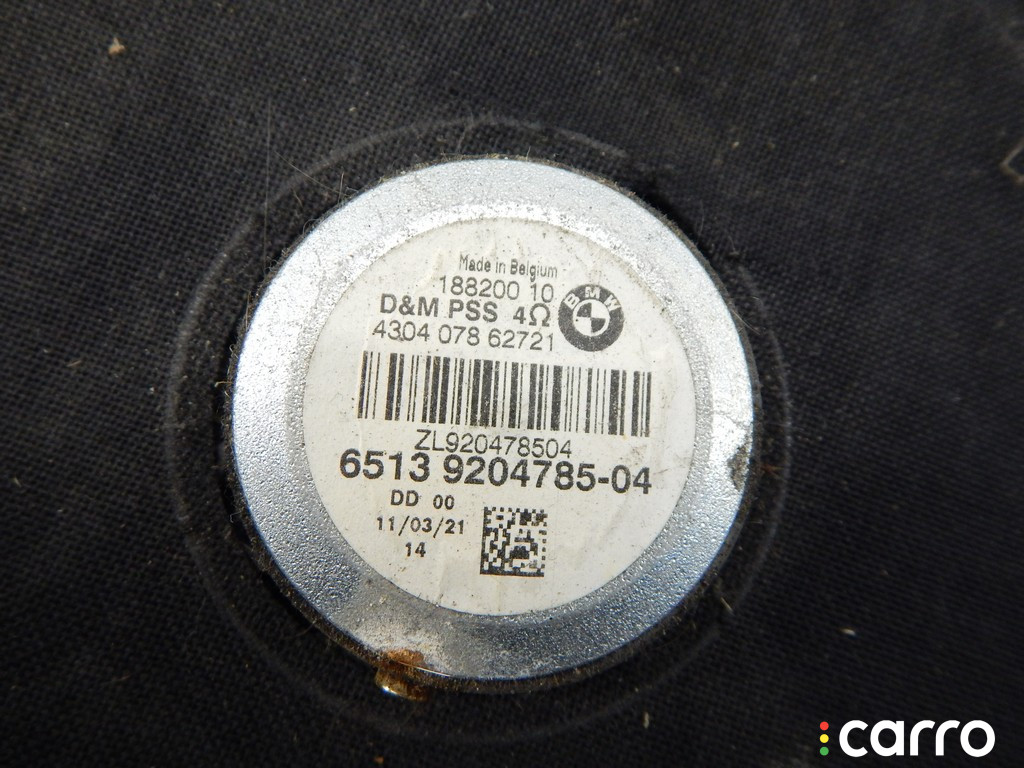 Made in Belgium
188200 10
D&M PSS 4Ω
BMW
4304 078 62721
ZL920478504
6513 9204785-04
DD 00
11/03/21
14
carro